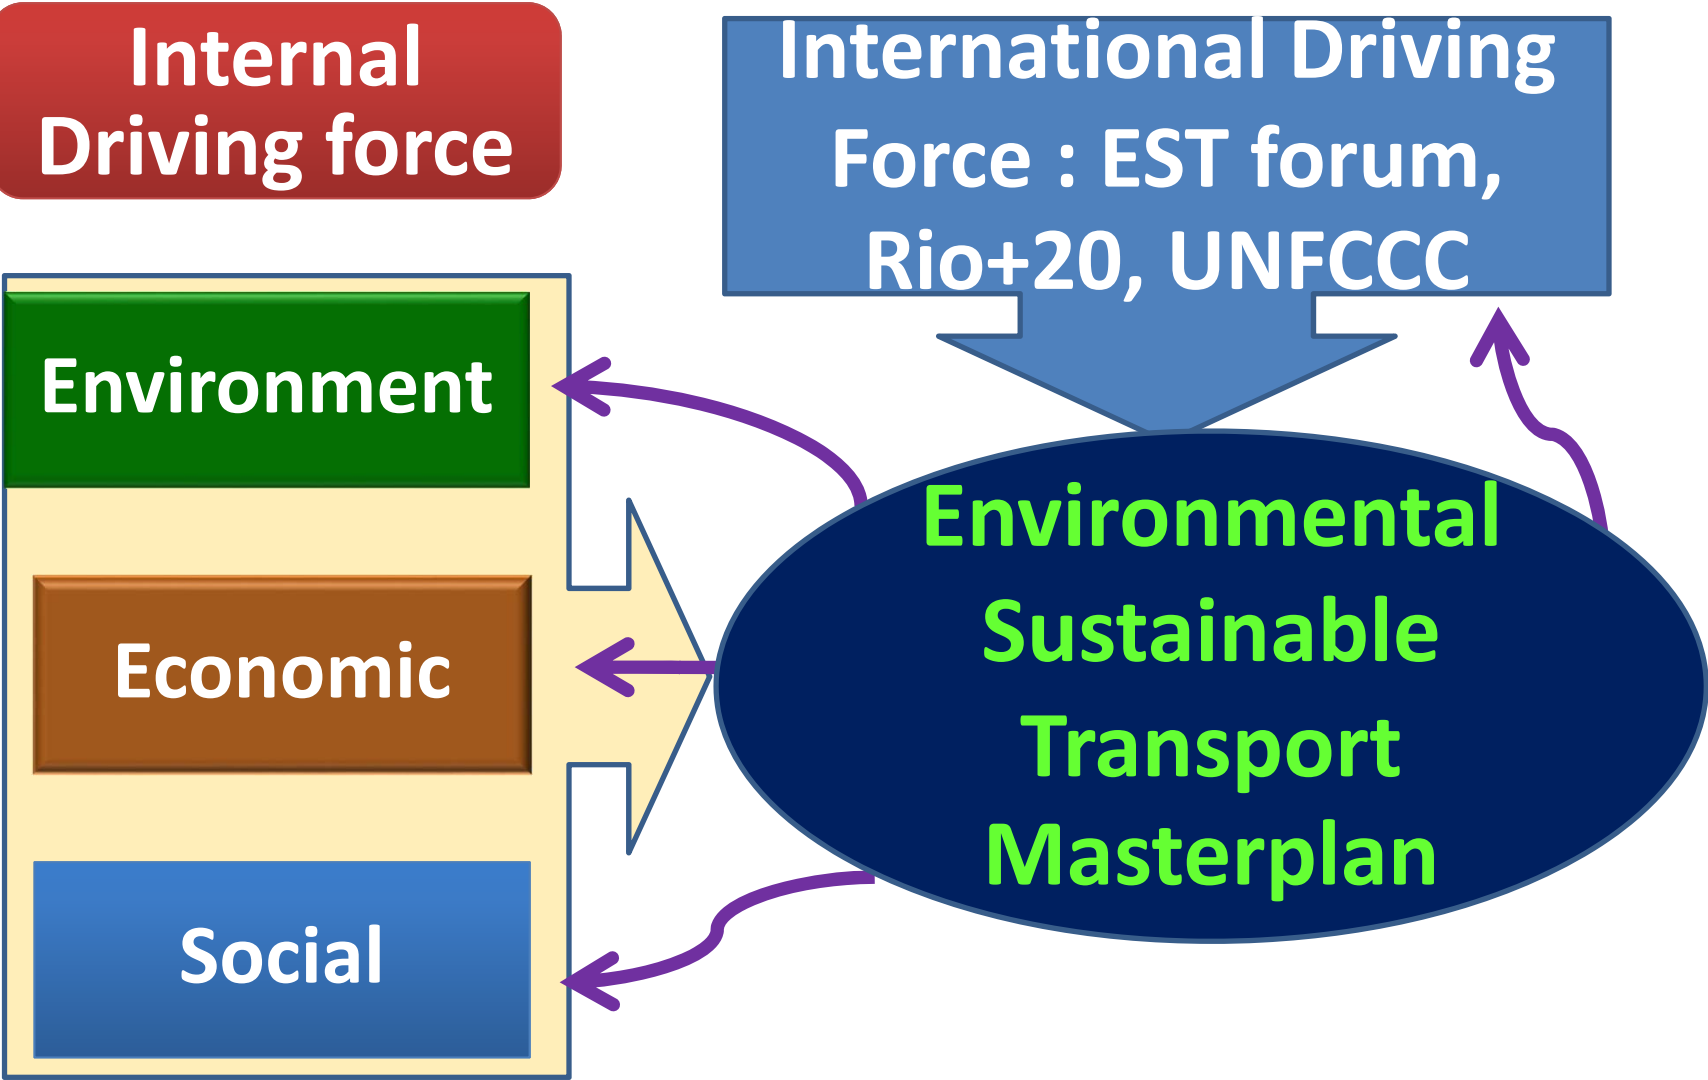 Internal
Driving force
International Driving
Force : EST forum,
Rio+20, UNFCCC
Environment
Economic
Social
Environmental
Sustainable
Transport
Masterplan